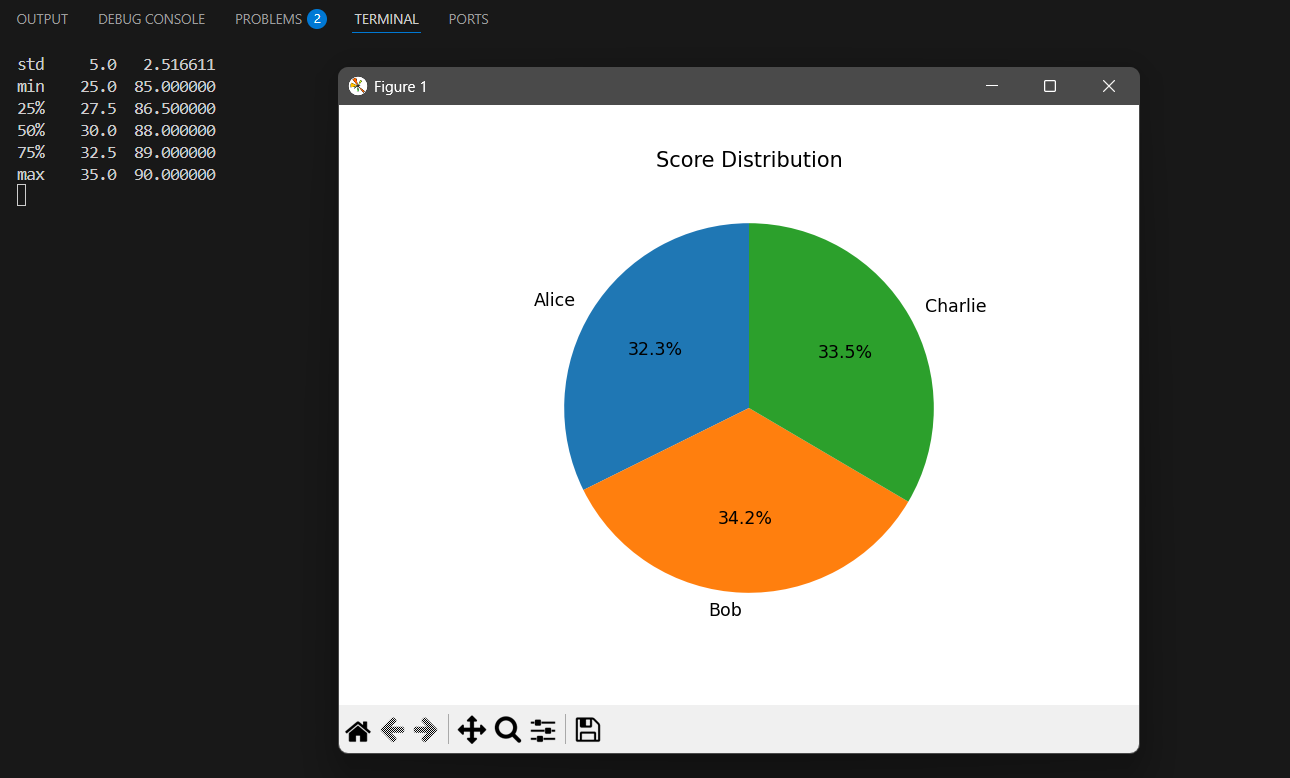 OUTPUT DEBUG CONSOLE PROBLEMS 2 TERMINAL PORTS
std 5.0 2.516611
min 25.0 85.000000
25% 27.5 86.500000
50% 30.0 88.000000
75% 32.5 89.000000
max 35.0 90.000000
Figure 1
Score Distribution
Alice
Charlie
32.3%
33.5%
34.2%
Bob